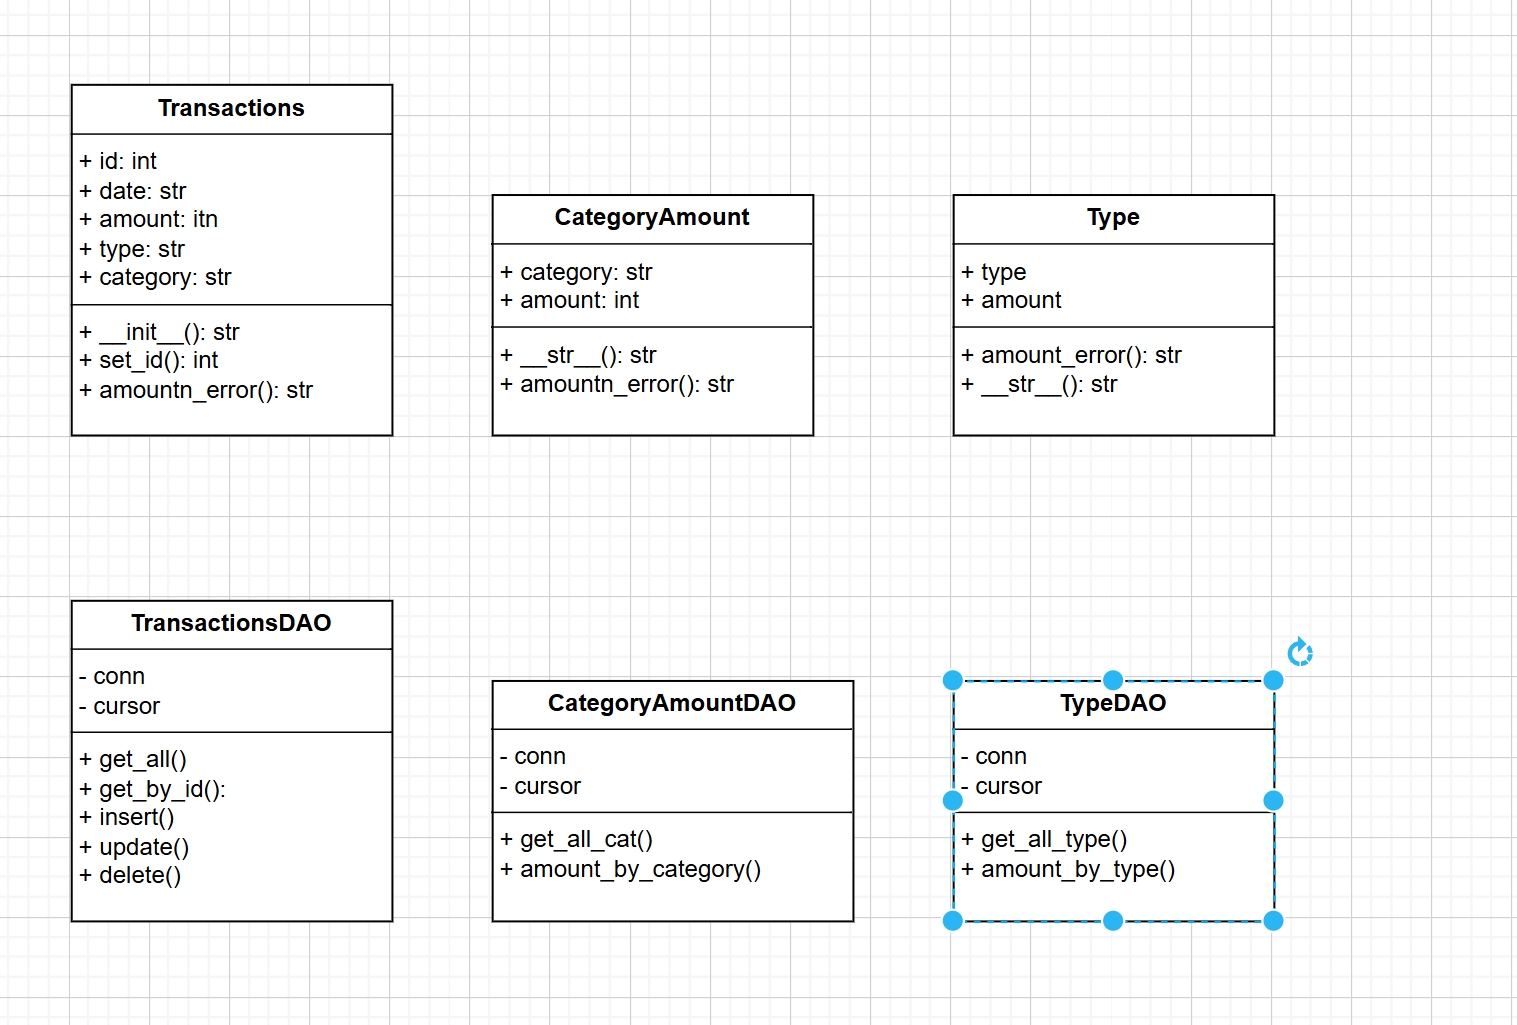 Transactions
+ id: int
+ date: str
+ amount: itn
+ type: str
+ category: str
+ __init__(): str
+ set_id(): int
+ amountn_error(): str
CategoryAmount
+ category: str
+ amount: int
+ __str__(): str
+ amountn_error(): str
Type
+ type
+ amount
+ amount_error(): str
+ __str__(): str
TransactionsDAO
- conn
- cursor
+ get_all()
+ get_by_id():
+ insert()
+ update()
+ delete()
CategoryAmountDAO
- conn
- cursor
+ get_all_cat()
+ amount_by_category()
TypeDAO
- conn
- cursor
+ get_all_type()
+ amount_by_type()